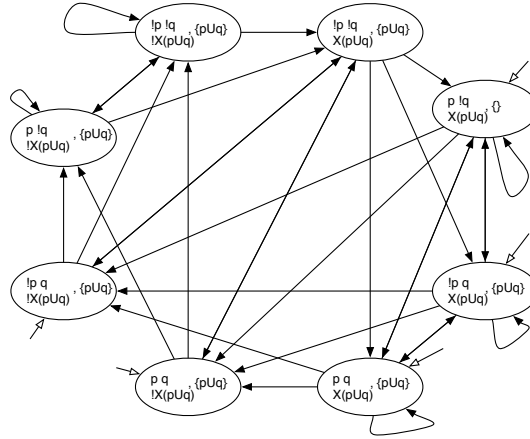 !p !q
!X(pUq) , {pUq}
!p !q
X(pUq) , {pUq}
p !q
X(pUq) , {}
p !q
!X(pUq) , {pUq}
!p q
!X(pUq) , {pUq}
!p q
X(pUq) , {pUq}
p q
!X(pUq) , {pUq}
p q
X(pUq) , {pUq}